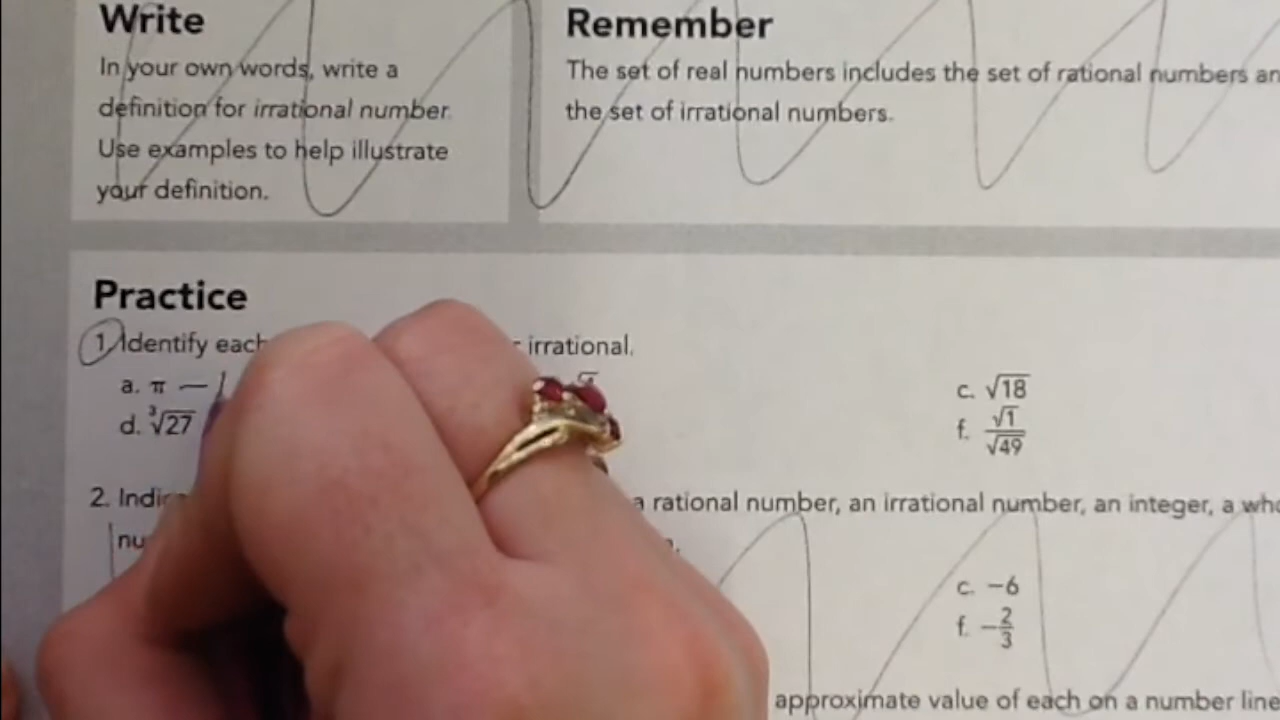 Write
In your own words, write a
definition for irrational number.
Use examples to help illustrate
your definition.
Remember
The set of real numbers includes the set of rational numbers an
the set of irrational numbers.
Practice
1. Identify each irrational.
a. π —
c. √18
d. ∛27
f. √1/√49
2. Indic a rational number, an irrational number, an integer, a who
nu
c. −6
f. −2/3
approximate value of each on a number line